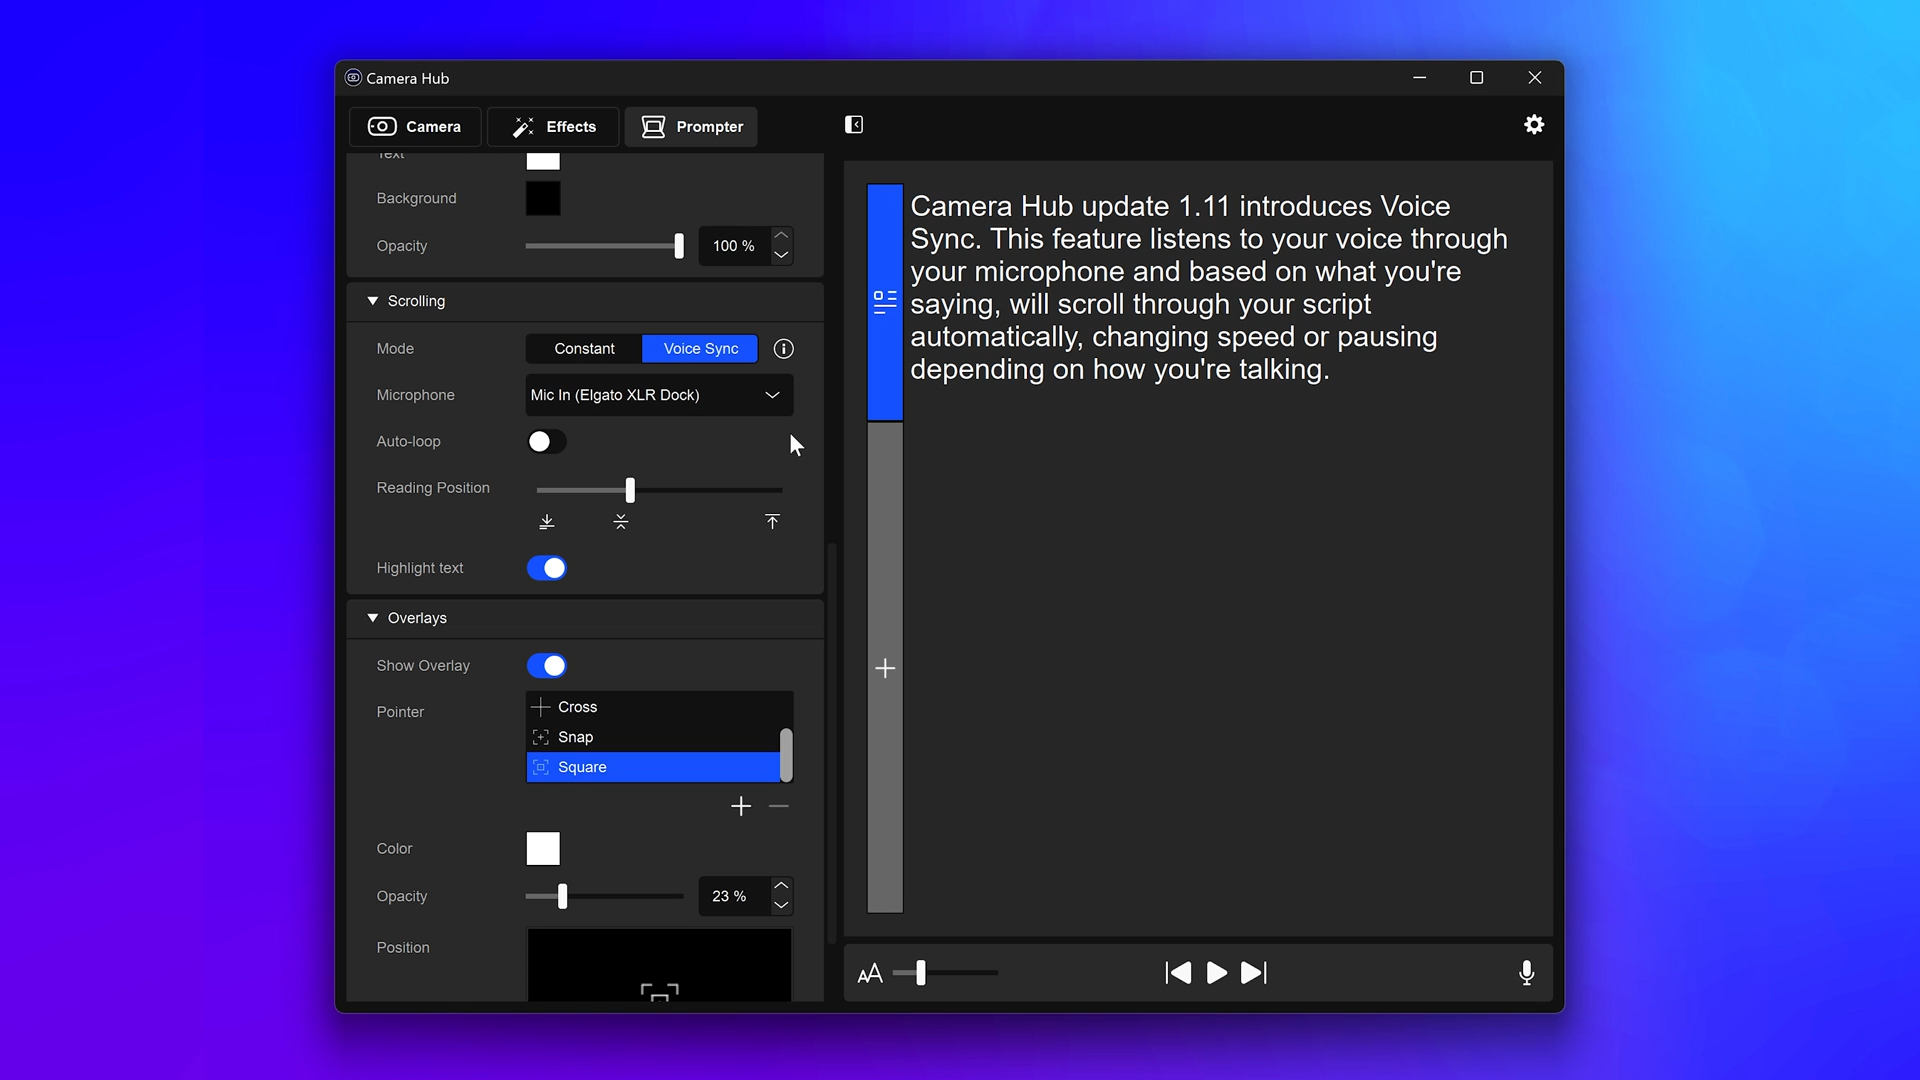 Camera Hub
Camera
Effects
Prompter
Text
Background
Opacity
100 %
Scrolling
Mode
Constant
Voice Sync
Microphone
Mic In (Elgato XLR Dock)
Auto-loop
Reading Position
Highlight text
Overlays
Show Overlay
Pointer
Cross
Snap
Square
Color
Opacity
23 %
Position
Camera Hub update 1.11 introduces Voice
Sync. This feature listens to your voice through
your microphone and based on what you're
saying, will scroll through your script
automatically, changing speed or pausing
depending on how you're talking.
AA